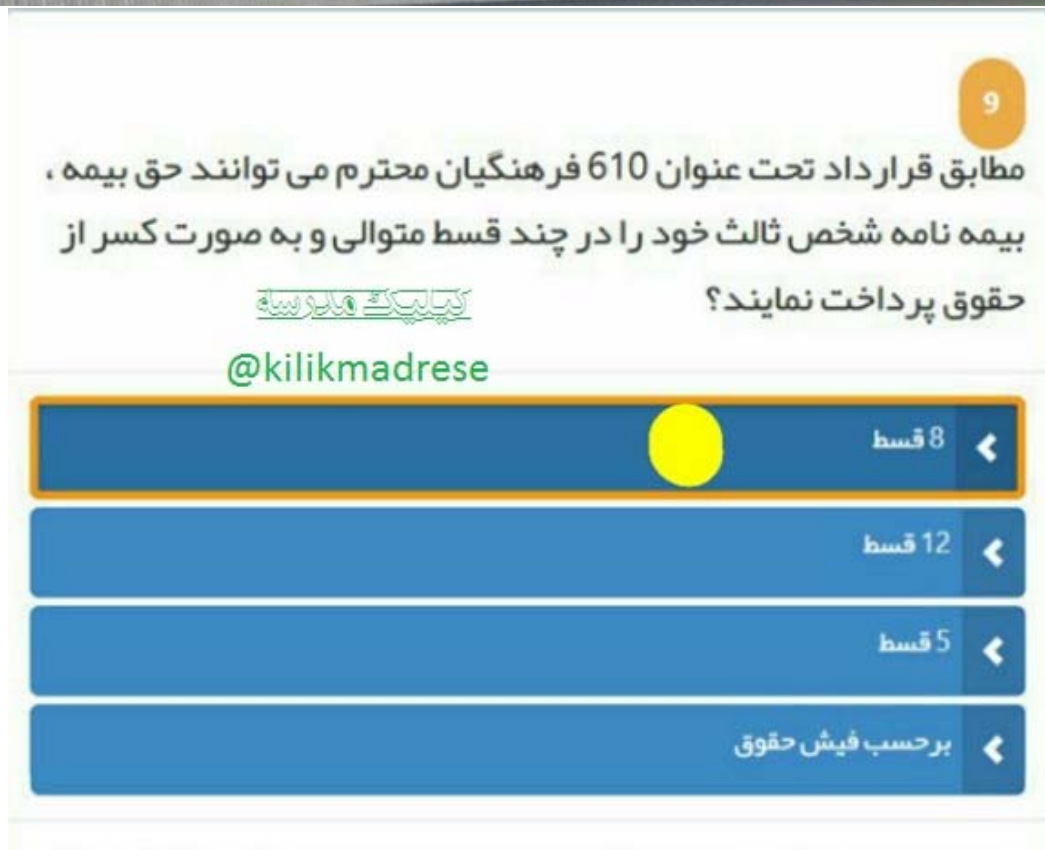 9
مطابق قرارداد تحت عنوان 610 فرهنگیان محترم می توانند حق بیمه ،
بیمه نامه شخص ثالث خود را در چند قسط متوالی و به صورت کسر از
حقوق پرداخت نمایند؟
کیلیک مدرسه
@kilikmadrese
8 قسط
12 قسط
5 قسط
برحسب فیش حقوق